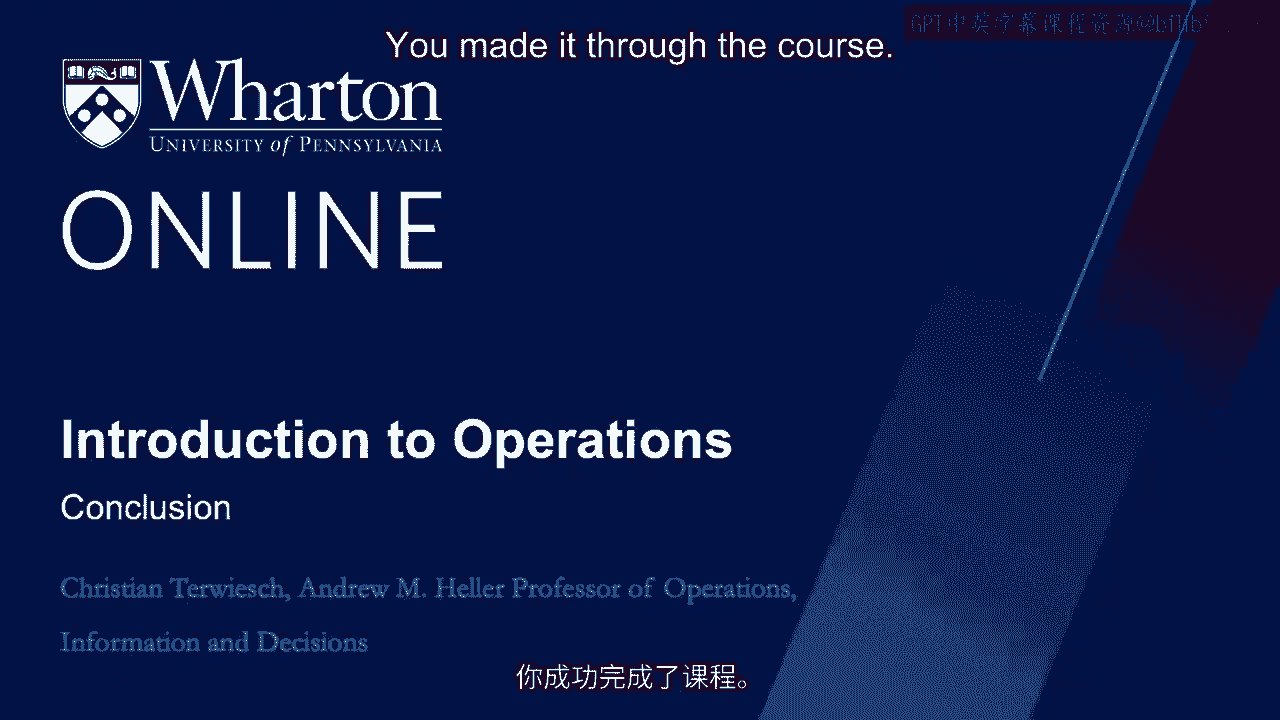 GPT中英字幕课程资源@bilibi
You made it through the course.
Wharton
UNIVERSITY of PENNSYLVANIA
ONLINE
Introduction to Operations
Conclusion
Christian Terwiesch, Andrew M. Heller Professor of Operations,
Information and Decisions
你成功完成了课程。